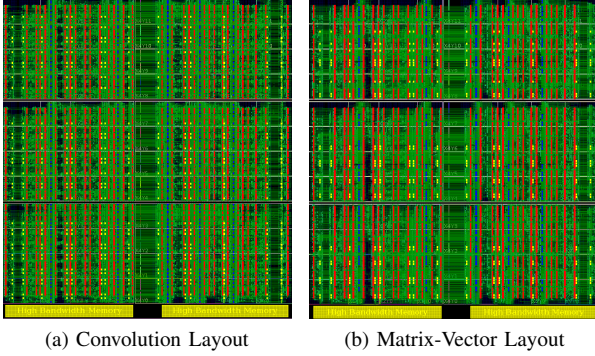 High Bandwidth Memory High Bandwidth Memory High Bandwidth Memory High Bandwidth Memory
(a) Convolution Layout (b) Matrix-Vector Layout